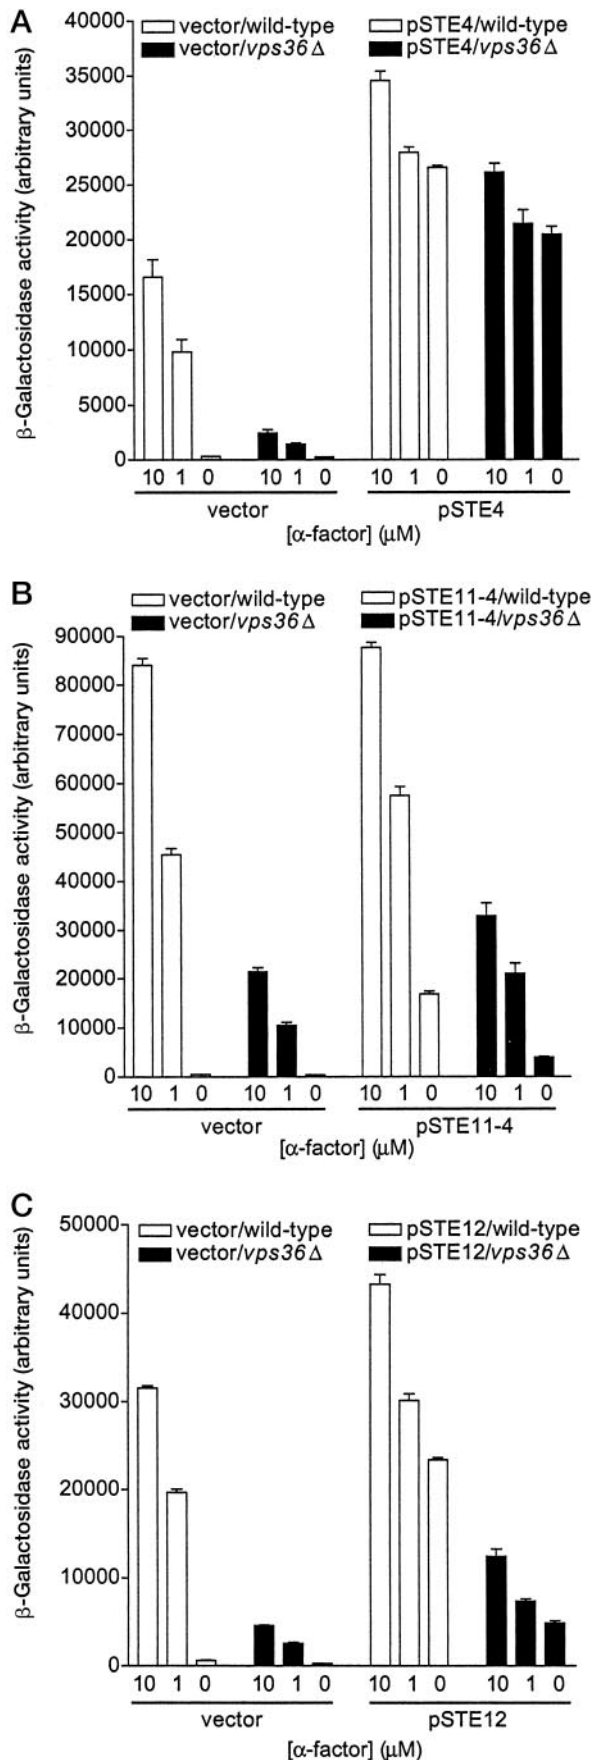 A
vector/wild-type
vector/vps36Δ
pSTE4/wild-type
pSTE4/vps36Δ
β-Galactosidase activity (arbitrary units)
40000
35000
30000
25000
20000
15000
10000
5000
0
10 1 0 10 1 0 10 1 0 10 1 0
vector pSTE4
[α-factor] (μM)
B
vector/wild-type
vector/vps36Δ
pSTE11-4/wild-type
pSTE11-4/vps36Δ
β-Galactosidase activity (arbitrary units)
90000
80000
70000
60000
50000
40000
30000
20000
10000
0
10 1 0 10 1 0 10 1 0 10 1 0
vector pSTE11-4
[α-factor] (μM)
C
vector/wild-type
vector/vps36Δ
pSTE12/wild-type
pSTE12/vps36Δ
β-Galactosidase activity (arbitrary units)
50000
40000
30000
20000
10000
0
10 1 0 10 1 0 10 1 0 10 1 0
vector pSTE12
[α-factor] (μM)